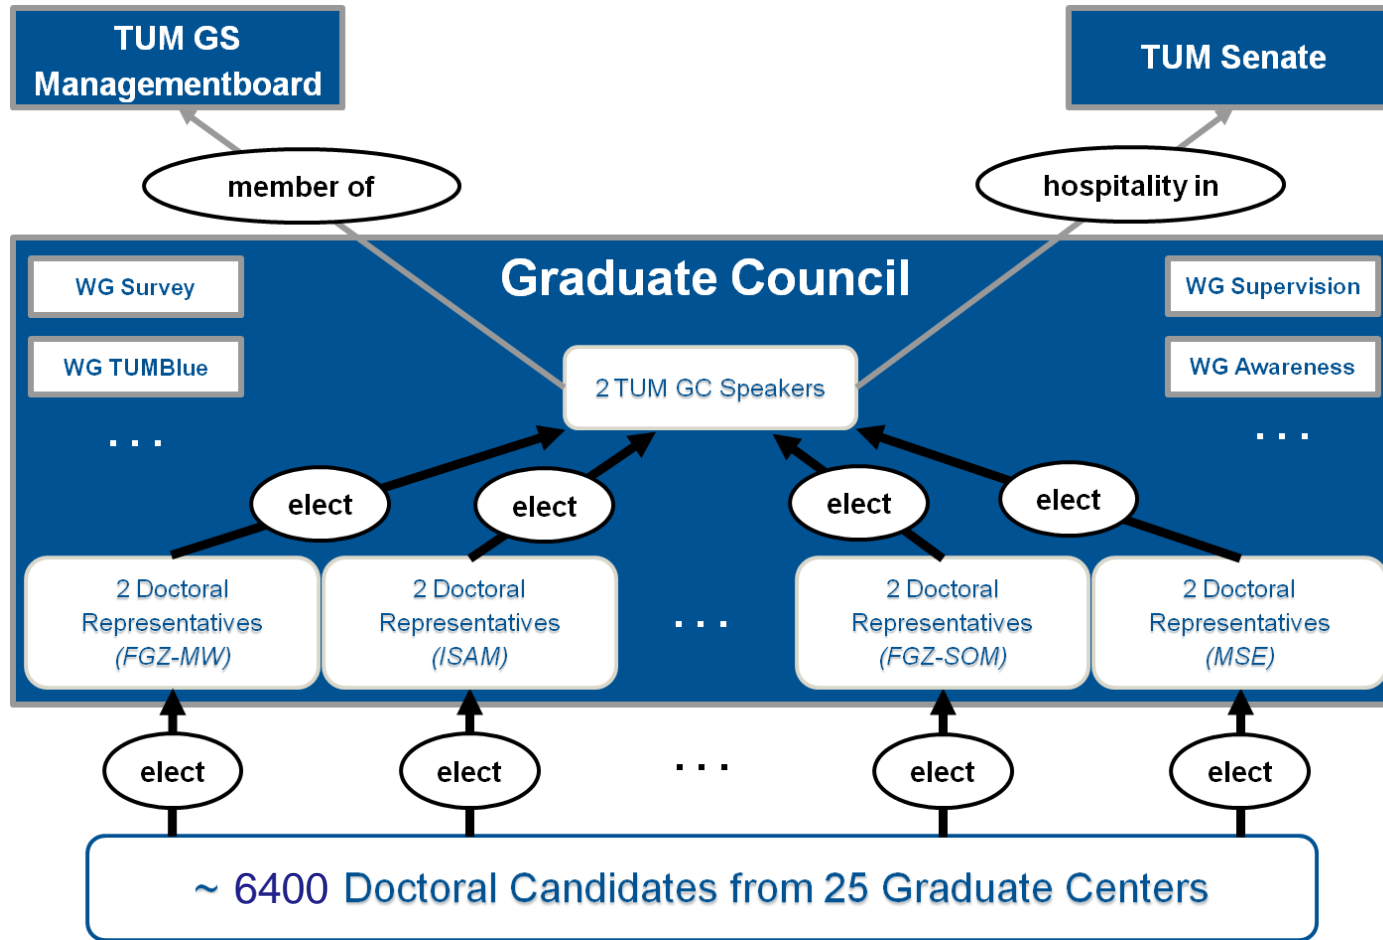 TUM GS
Managementboard
TUM Senate
member of
hospitality in
Graduate Council
WG Survey
WG TUMBlue
. . .
WG Supervision
WG Awareness
. . .
2 TUM GC Speakers
elect
elect
elect
elect
2 Doctoral
Representatives
(FGZ-MW)
2 Doctoral
Representatives
(ISAM)
. . .
2 Doctoral
Representatives
(FGZ-SOM)
2 Doctoral
Representatives
(MSE)
elect
elect
. . .
elect
elect
~ 6400 Doctoral Candidates from 25 Graduate Centers